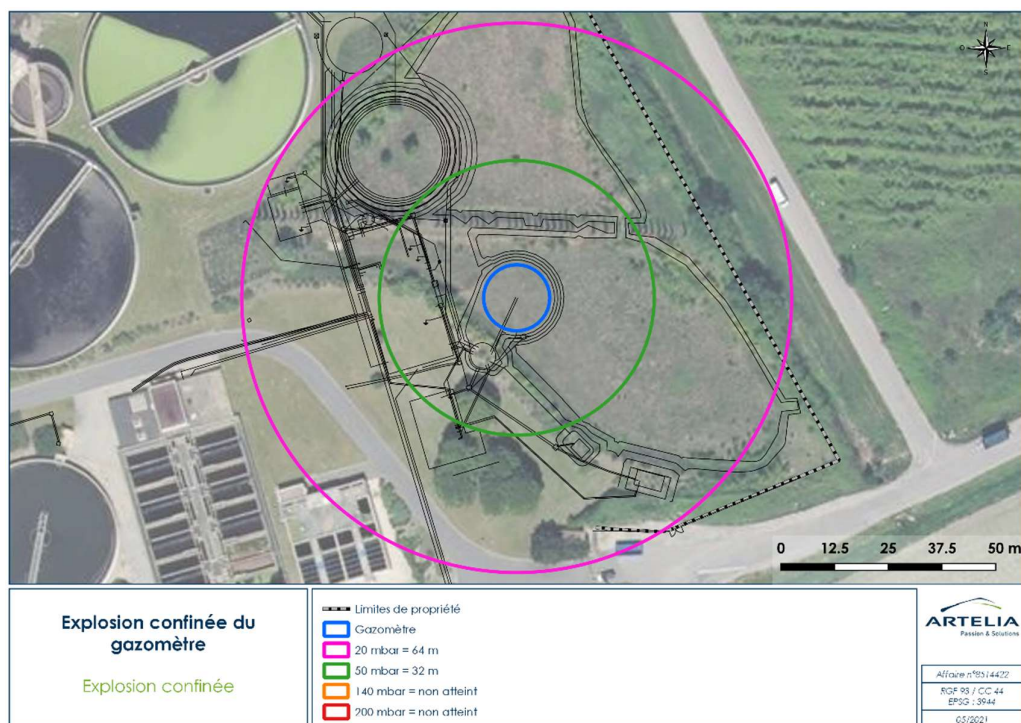 N
O
E
S
0 12.5 25 37.5 50 m
Explosion confinée du
gazomètre
Explosion confinée
Limites de propriété
Gazomètre
20 mbar = 64 m
50 mbar = 32 m
140 mbar = non atteint
200 mbar = non atteint
ARTELIA
Passion & Solutions
Affaire n°8514422
RGF 93 / CC 44
EPSG : 3944
05/2021